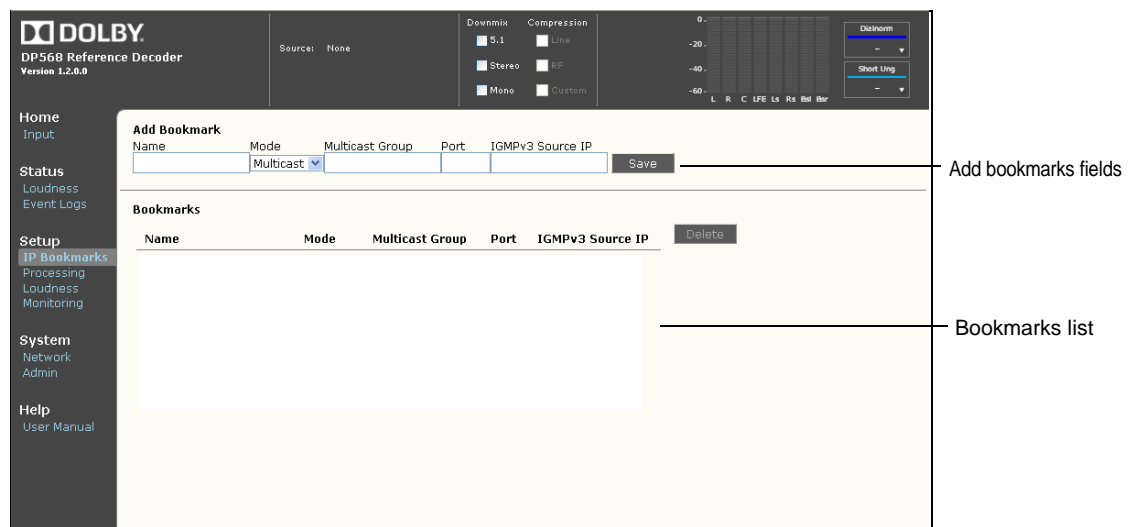 DOLBY.
DP568 Reference Decoder
Version 1.2.0.0
Source: None
Downmix Compression
5.1 Line
Stereo RF
Mono Custom
0
-20
-40
-60
L R C LFE Ls Rs Bsl Bsr
Dialnorm
-
Short Ung
-
Home
Input
Status
Loudness
Event Logs
Setup
IP Bookmarks
Processing
Loudness
Monitoring
System
Network
Admin
Help
User Manual
Add Bookmark
Name Mode Multicast Group Port IGMPv3 Source IP
Multicast Save
Bookmarks
Name Mode Multicast Group Port IGMPv3 Source IP Delete
Add bookmarks fields
Bookmarks list